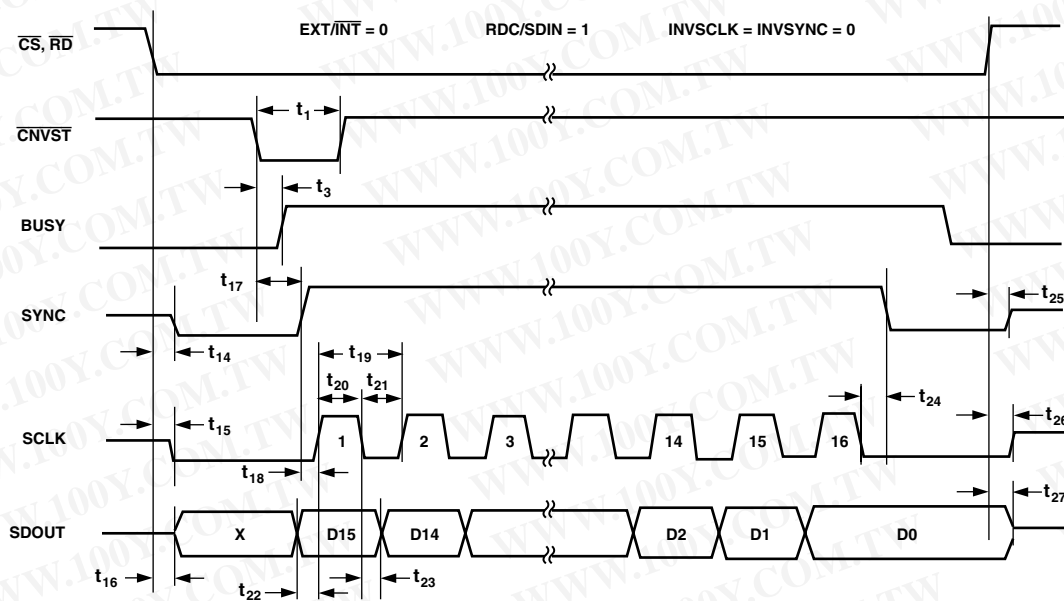 EXT/INT = 0 RDC/SDIN = 1 INVSCLK = INVSYNC = 0
CS, RD
t1
CNVST
t3
BUSY
t17
SYNC
t25
t14
t19
t20 t21
t24
t15
t26
SCLK
1 2 3 14 15 16
t18
t27
SDOUT
X D15 D14 D2 D1 D0
t16
t22
t23
WWW.100Y.COM.TW